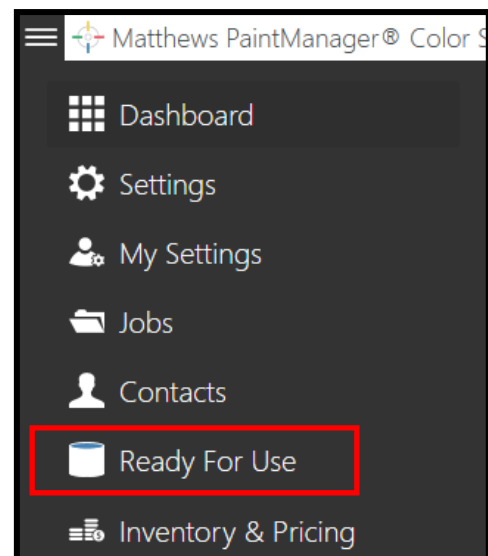 Matthews PaintManager® Color
Dashboard
Settings
My Settings
Jobs
Contacts
Ready For Use
Inventory & Pricing